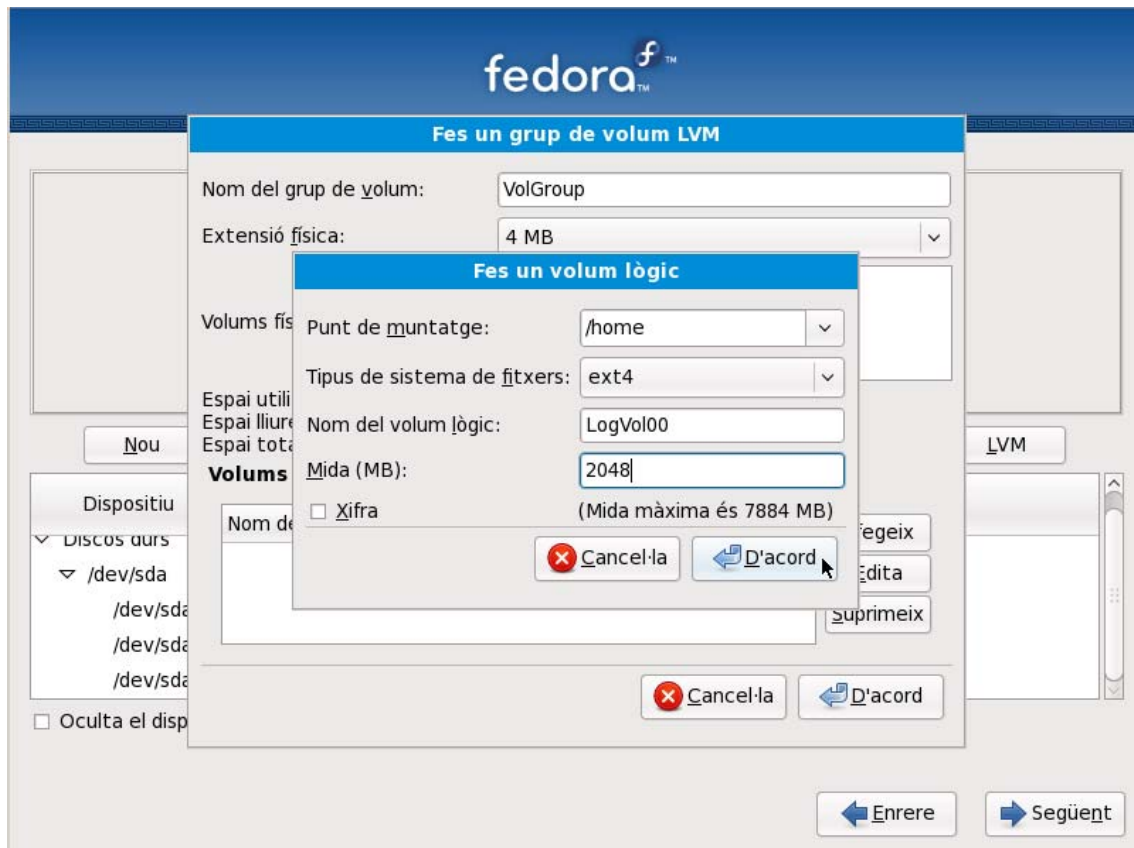 fedora
Fes un grup de volum LVM
Nom del grup de volum: VolGroup
Extensió física: 4 MB
Fes un volum lògic
Punt de muntatge: /home
Volums fís
Tipus de sistema de fitxers: ext4
Espai utili
Espai lliure
Nom del volum lògic: LogVol00
Nou Espai tota LVM
Volums Mida (MB): 2048
Dispositiu
Xifra (Mida màxima és 7884 MB)
Nom de egeix
Discos durs
Cancel·la D'acord
/dev/sda Edita
/dev/sda Suprimeix
/dev/sda
/dev/sda
Cancel·la D'acord
Oculta el disp
Enrere Següent